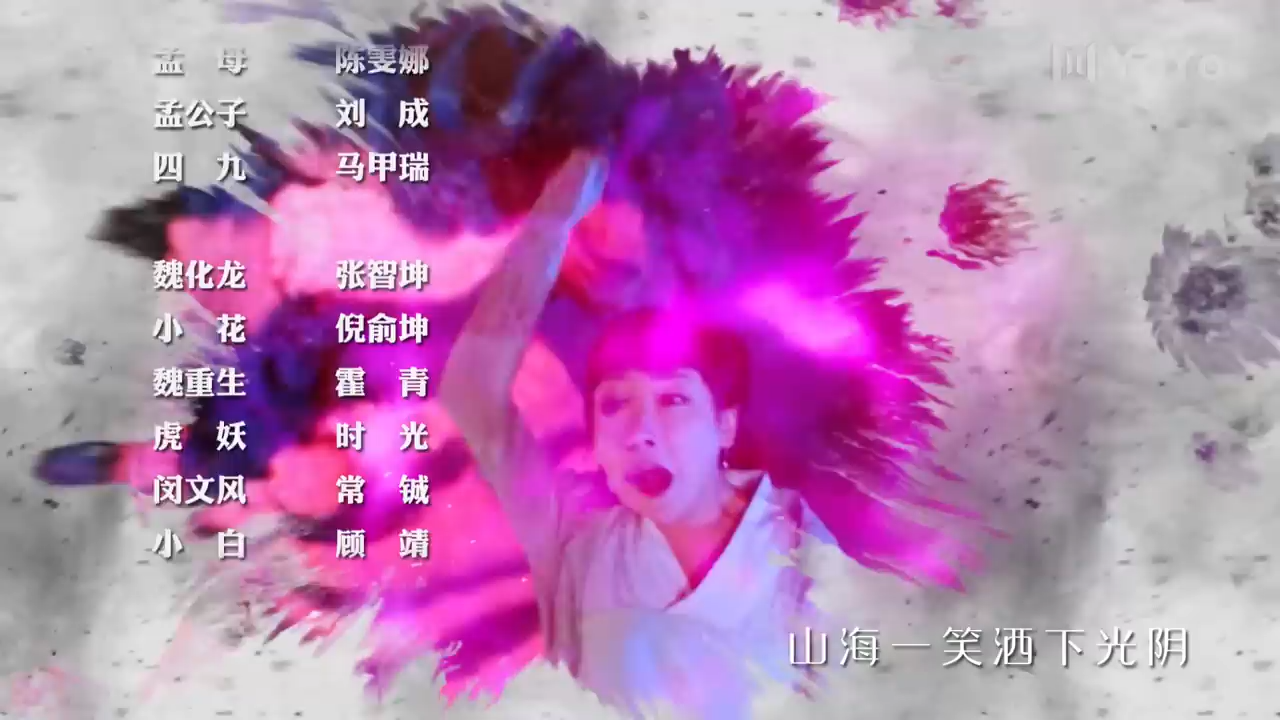 孟 母 陈雯娜
孟公子 刘 成
四 九 马甲瑞
魏化龙 张智坤
小 花 倪俞坤
魏重生 霍 青
虎 妖 时 光
闵文风 常 铖
小 白 顾 靖
山海一笑洒下光阴